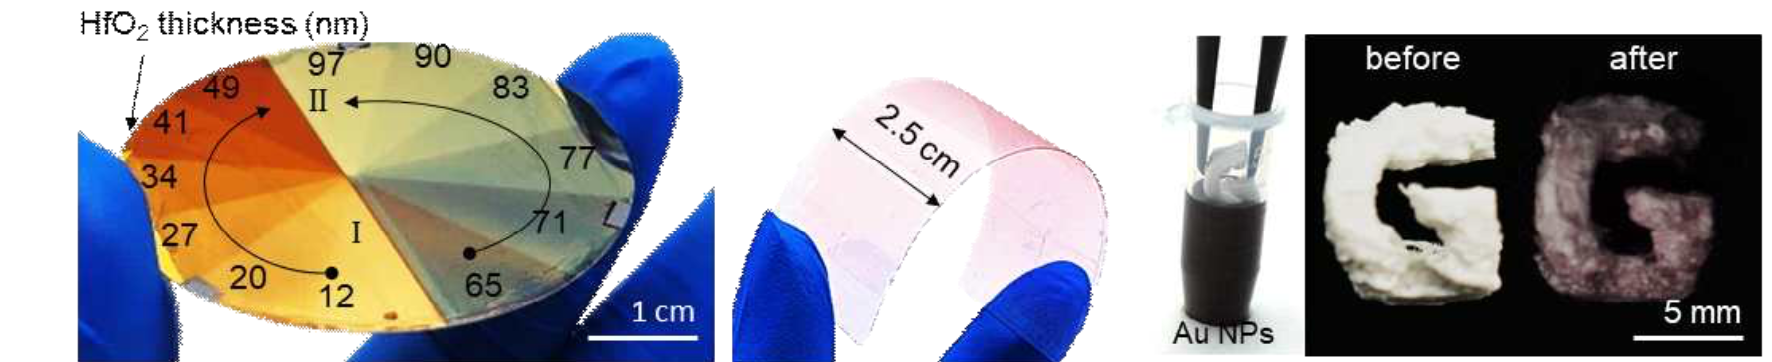 HfO₂ thickness (nm)
97
90
49
II
83
41
77
34
71
27
I
20
65
12
1 cm
2.5 cm
Au NPs
before
after
5 mm